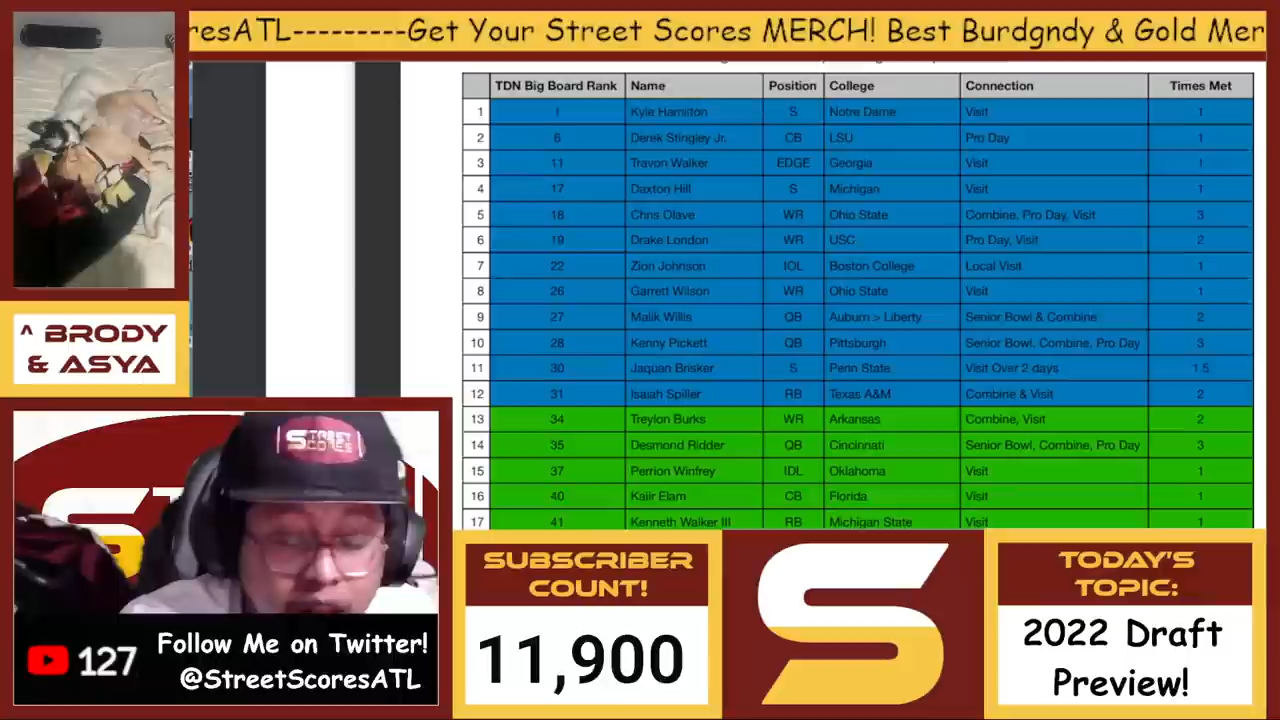 resATL---------Get Your Street Scores MERCH! Best Burdgndy & Gold Mer
TDN Big Board Rank Name Position College Connection Times Met
1 1 Kyle Hamilton S Notre Dame Visit 1
2 6 Derek Stingley Jr. CB LSU Pro Day 1
3 11 Travon Walker EDGE Georgia Visit 1
4 17 Daxton Hill S Michigan Visit 1
5 18 Chris Olave WR Ohio State Combine, Pro Day, Visit 3
6 19 Drake London WR USC Pro Day, Visit 2
7 22 Zion Johnson IOL Boston College Local Visit 1
8 26 Garrett Wilson WR Ohio State Visit 1
9 27 Malik Willis QB Auburn > Liberty Senior Bowl & Combine 2
10 28 Kenny Pickett QB Pittsburgh Senior Bowl, Combine, Pro Day 3
11 30 Jaquan Brisker S Penn State Visit Over 2 days 1.5
12 31 Isaiah Spiller RB Texas A&M Combine & Visit 2
13 34 Treylon Burks WR Arkansas Combine, Visit 2
14 35 Desmond Ridder QB Cincinnati Senior Bowl, Combine, Pro Day 3
15 37 Perrion Winfrey IDL Oklahoma Visit 1
16 40 Kaiir Elam CB Florida Visit 1
17 41 Kenneth Walker III RB Michigan State Visit 1
^ BRODY
& ASYA
STREET
SCORES
127
Follow Me on Twitter!
@StreetScoresATL
SUBSCRIBER
COUNT!
11,900
S
TODAY'S
TOPIC:
2022 Draft
Preview!